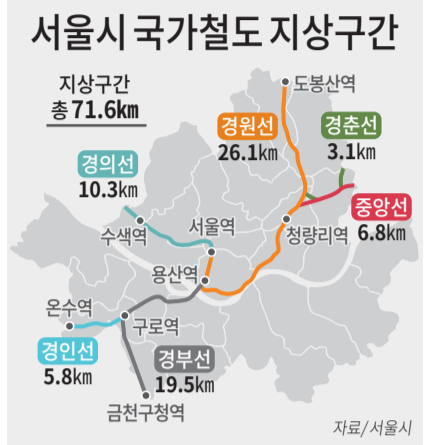 서울시 국가철도 지상구간
지상구간
총 71.6km
도봉산역
경원선
26.1km
경춘선
3.1km
경의선
10.3km
중앙선
6.8km
수색역
서울역
청량리역
용산역
온수역
구로역
경인선
5.8km
경부선
19.5km
금천구청역
자료/서울시